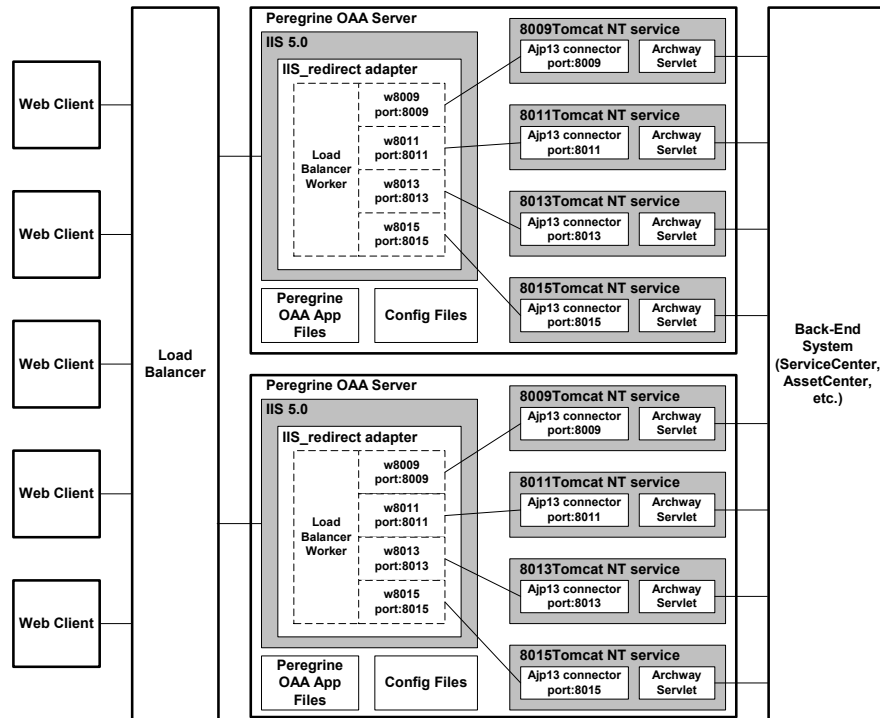 Web Client
Web Client
Web Client
Web Client
Web Client
Load
Balancer
Peregrine OAA Server
IIS 5.0
IIS_redirect adapter
Load
Balancer
Worker
w8009
port:8009
w8011
port:8011
w8013
port:8013
w8015
port:8015
Peregrine
OAA App
Files
Config Files
8009Tomcat NT service
Ajp13 connector
port:8009
Archway
Servlet
8011Tomcat NT service
Ajp13 connector
port:8011
Archway
Servlet
8013Tomcat NT service
Ajp13 connector
port:8013
Archway
Servlet
8015Tomcat NT service
Ajp13 connector
port:8015
Archway
Servlet
Peregrine OAA Server
IIS 5.0
IIS_redirect adapter
Load
Balancer
Worker
w8009
port:8009
w8011
port:8011
w8013
port:8013
w8015
port:8015
Peregrine
OAA App
Files
Config Files
8009Tomcat NT service
Ajp13 connector
port:8009
Archway
Servlet
8011Tomcat NT service
Ajp13 connector
port:8011
Archway
Servlet
8013Tomcat NT service
Ajp13 connector
port:8013
Archway
Servlet
8015Tomcat NT service
Ajp13 connector
port:8015
Archway
Servlet
Back-End
System
(ServiceCenter,
AssetCenter,
etc.)